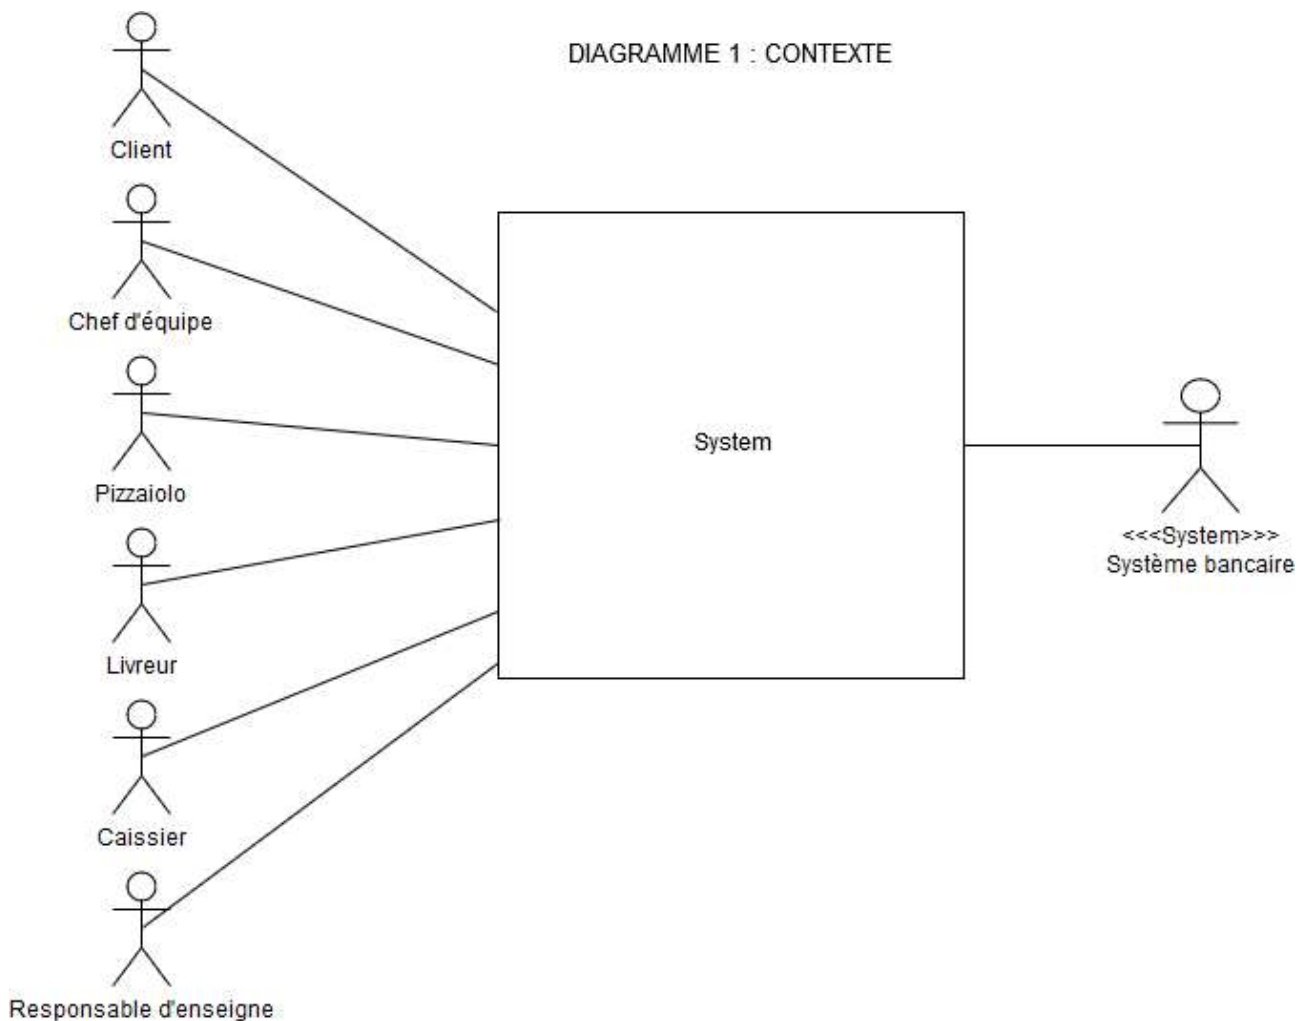 DIAGRAMME 1 : CONTEXTE
Client
Chef d'équipe
Pizzaiolo
System
<<<System>>>
Système bancaire
Livreur
Caissier
Responsable d'enseigne